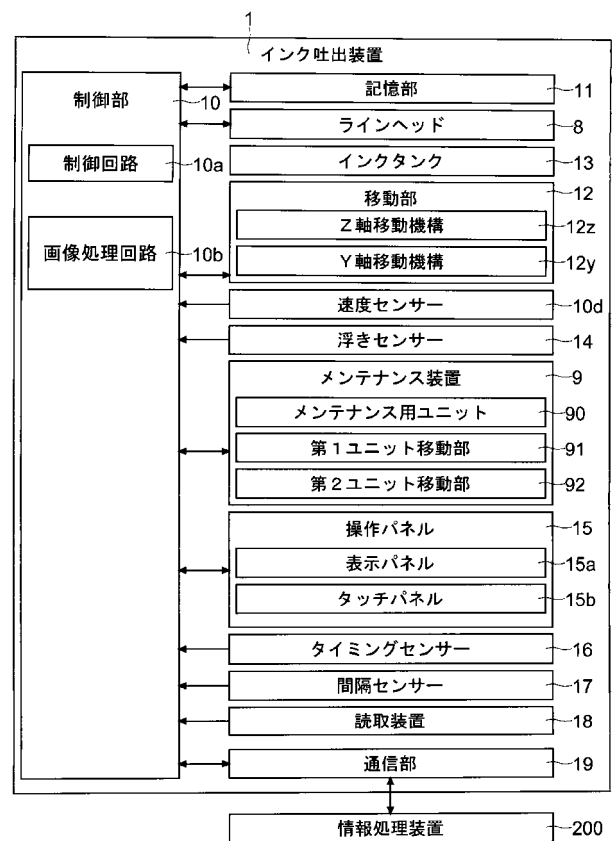 1
インク吐出装置
制御部
10
制御回路
10a
画像処理回路
10b
記憶部
11
ラインヘッド
8
インクタンク
13
移動部
12
Z軸移動機構
12z
Y軸移動機構
12y
速度センサー
10d
浮きセンサー
14
メンテナンス装置
9
メンテナンス用ユニット
90
第1ユニット移動部
91
第2ユニット移動部
92
操作パネル
15
表示パネル
15a
タッチパネル
15b
タイミングセンサー
16
間隔センサー
17
読取装置
18
通信部
19
情報処理装置
200